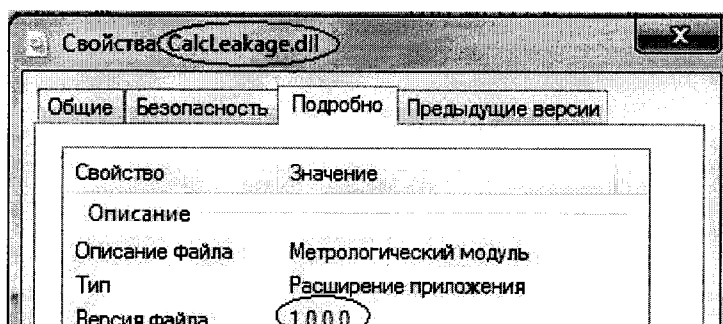 Свойства: CalcLeakage.dll
Общие Безопасность Подробно Предыдущие версии
Свойство Значение
Описание
Описание файла Метрологический модуль
Тип Расширение приложения
Версия файла 1.0.0.0